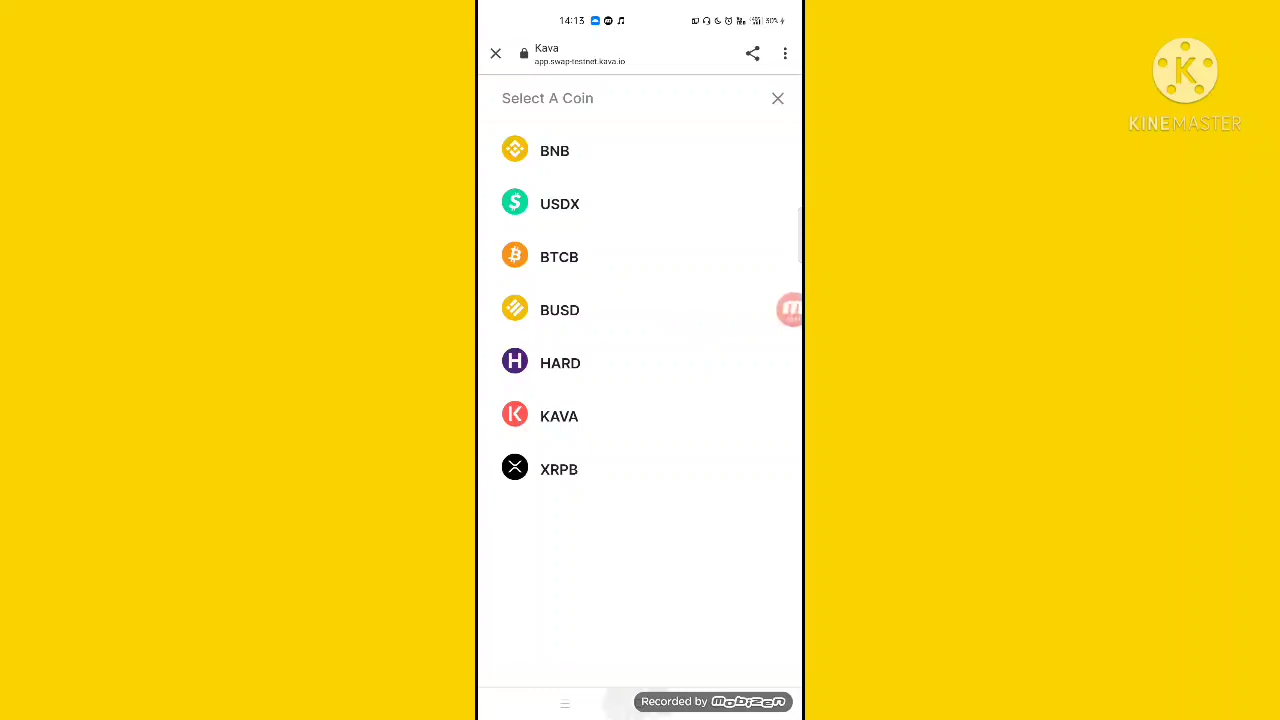 14:13
30%
Kava
app.swap-testnet.kava.io
KINEMASTER
Select A Coin
BNB
USDX
BTCB
BUSD
HARD
KAVA
XRPB
Recorded by mobizen